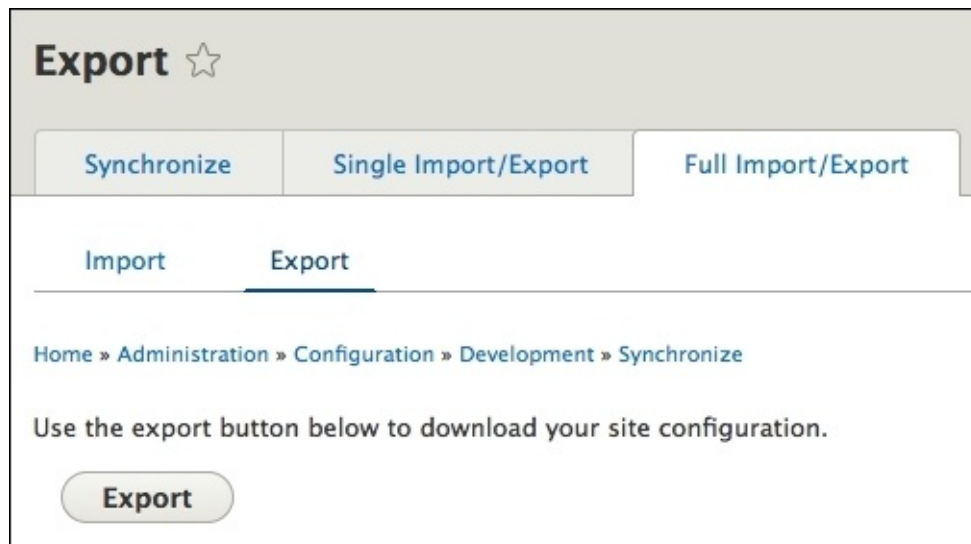 Export
Synchronize Single Import/Export Full Import/Export
Import Export
Home » Administration » Configuration » Development » Synchronize
Use the export button below to download your site configuration.
Export